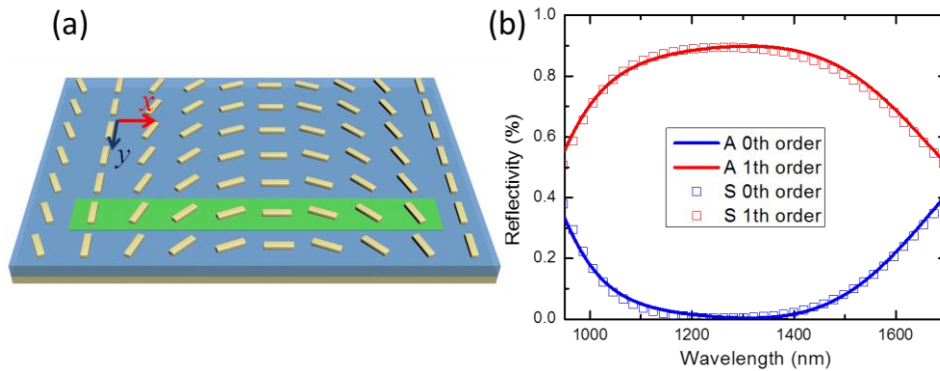 (a)
x
y
(b)
Reflectivity (%)
1.0
0.8
0.6
0.4
0.2
0.0
A 0th order
A 1th order
S 0th order
S 1th order
1000 1200 1400 1600
Wavelength (nm)